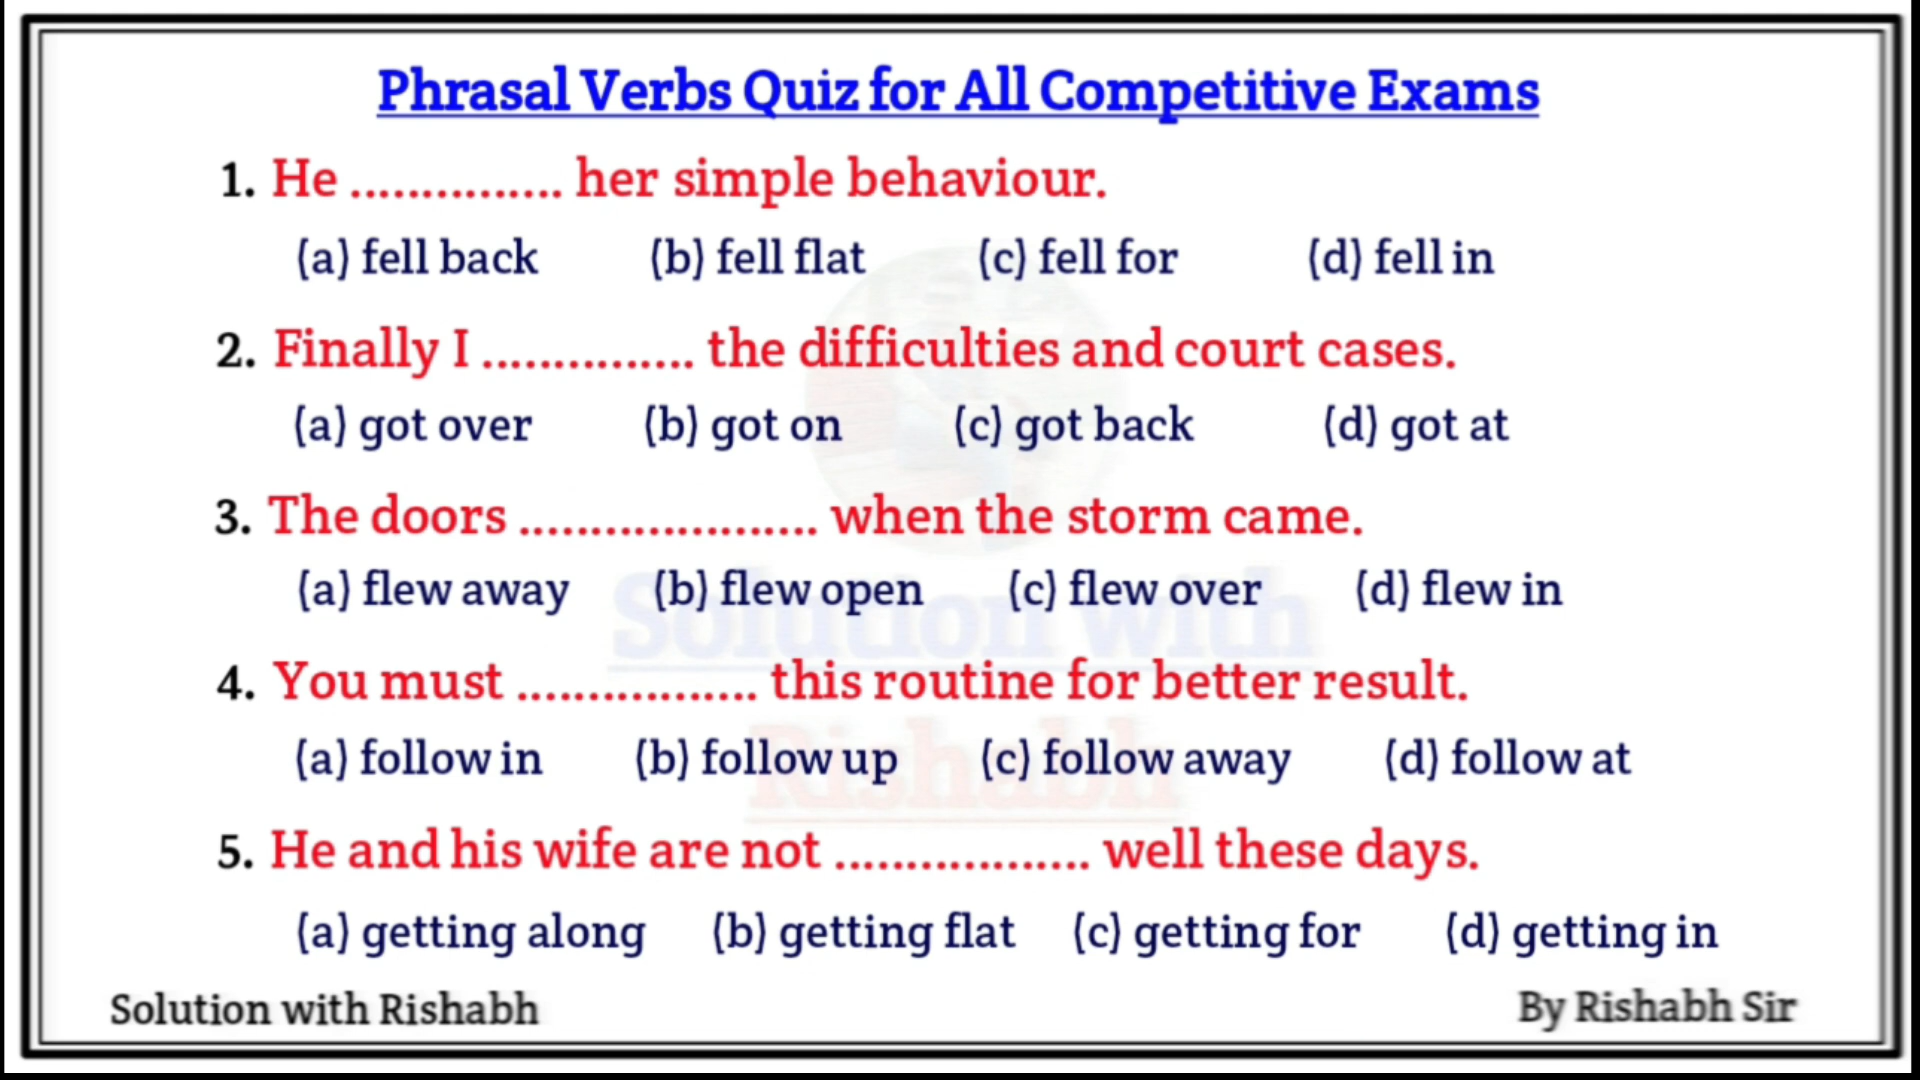 Phrasal Verbs Quiz for All Competitive Exams
1. He ............... her simple behaviour.
(a) fell back (b) fell flat (c) fell for (d) fell in
2. Finally I ............... the difficulties and court cases.
(a) got over (b) got on (c) got back (d) got at
3. The doors ..................... when the storm came.
(a) flew away (b) flew open (c) flew over (d) flew in
4. You must ................. this routine for better result.
(a) follow in (b) follow up (c) follow away (d) follow at
5. He and his wife are not .................. well these days.
(a) getting along (b) getting flat (c) getting for (d) getting in
Solution with
Rishabh
Solution with Rishabh
By Rishabh Sir